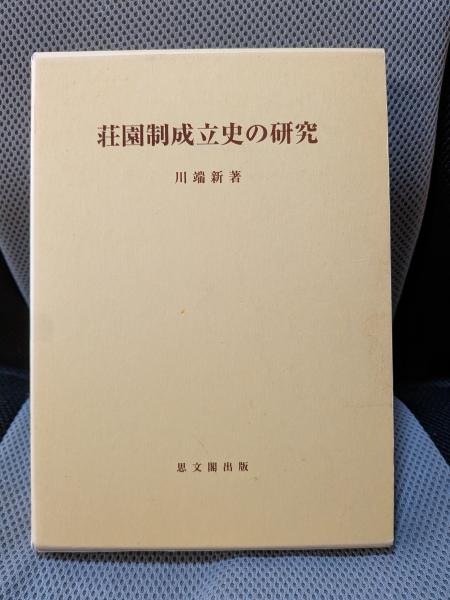 荘園制成立史の研究
川端新著
思文閣出版